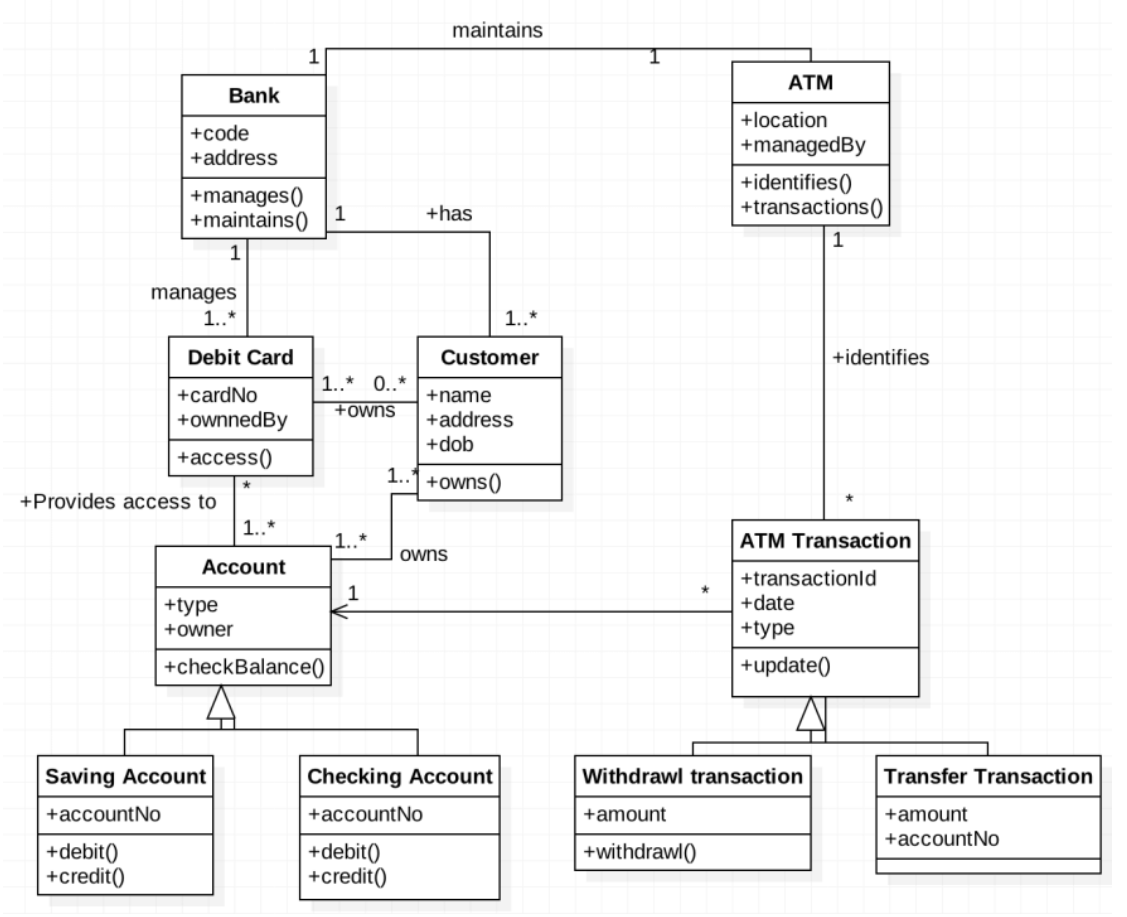 maintains
1
1
Bank
+code
+address
+manages()
+maintains()
ATM
+location
+managedBy
+identifies()
+transactions()
1
+has
1
1
manages
1..*
1..*
Debit Card
+cardNo
+ownnedBy
+access()
1..*
0..*
+owns
Customer
+name
+address
+dob
+owns()
+identifies
*
+Provides access to
1..*
1..*
1..*
owns
*
Account
+type
+owner
+checkBalance()
1
*
ATM Transaction
+transactionId
+date
+type
+update()
Saving Account
+accountNo
+debit()
+credit()
Checking Account
+accountNo
+debit()
+credit()
Withdrawl transaction
+amount
+withdrawl()
Transfer Transaction
+amount
+accountNo